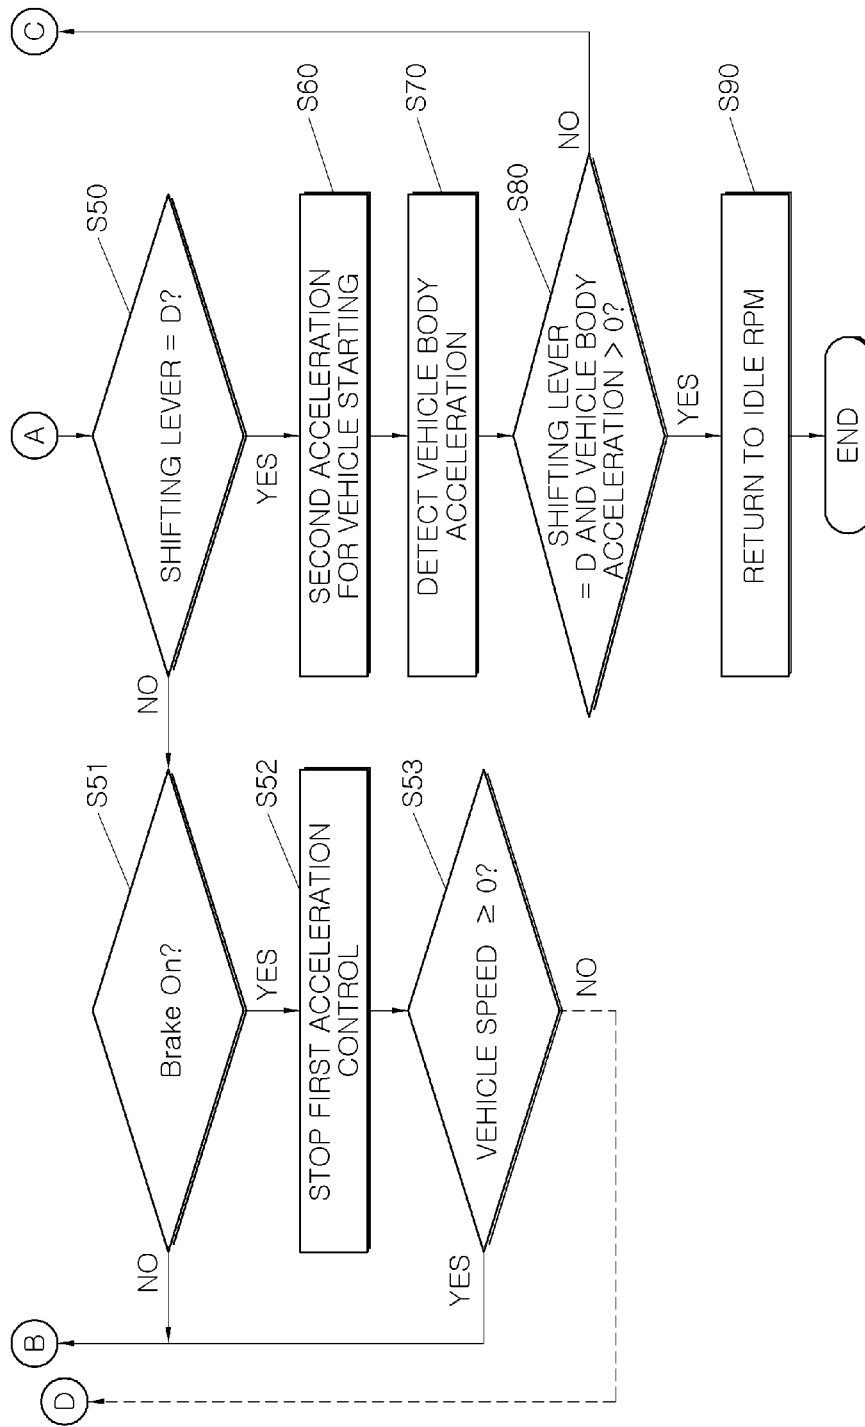 A
SHIFTING LEVER = D?
S50
YES
NO
SECOND ACCELERATION
FOR VEHICLE STARTING
S60
DETECT VEHICLE BODY
ACCELERATION
S70
SHIFTING LEVER
= D AND VEHICLE BODY
ACCELERATION > 0?
S80
NO
C
YES
RETURN TO IDLE RPM
S90
END
Brake On?
S51
NO
YES
STOP FIRST ACCELERATION
CONTROL
S52
VEHICLE SPEED ≥ 0?
S53
YES
NO
B
D